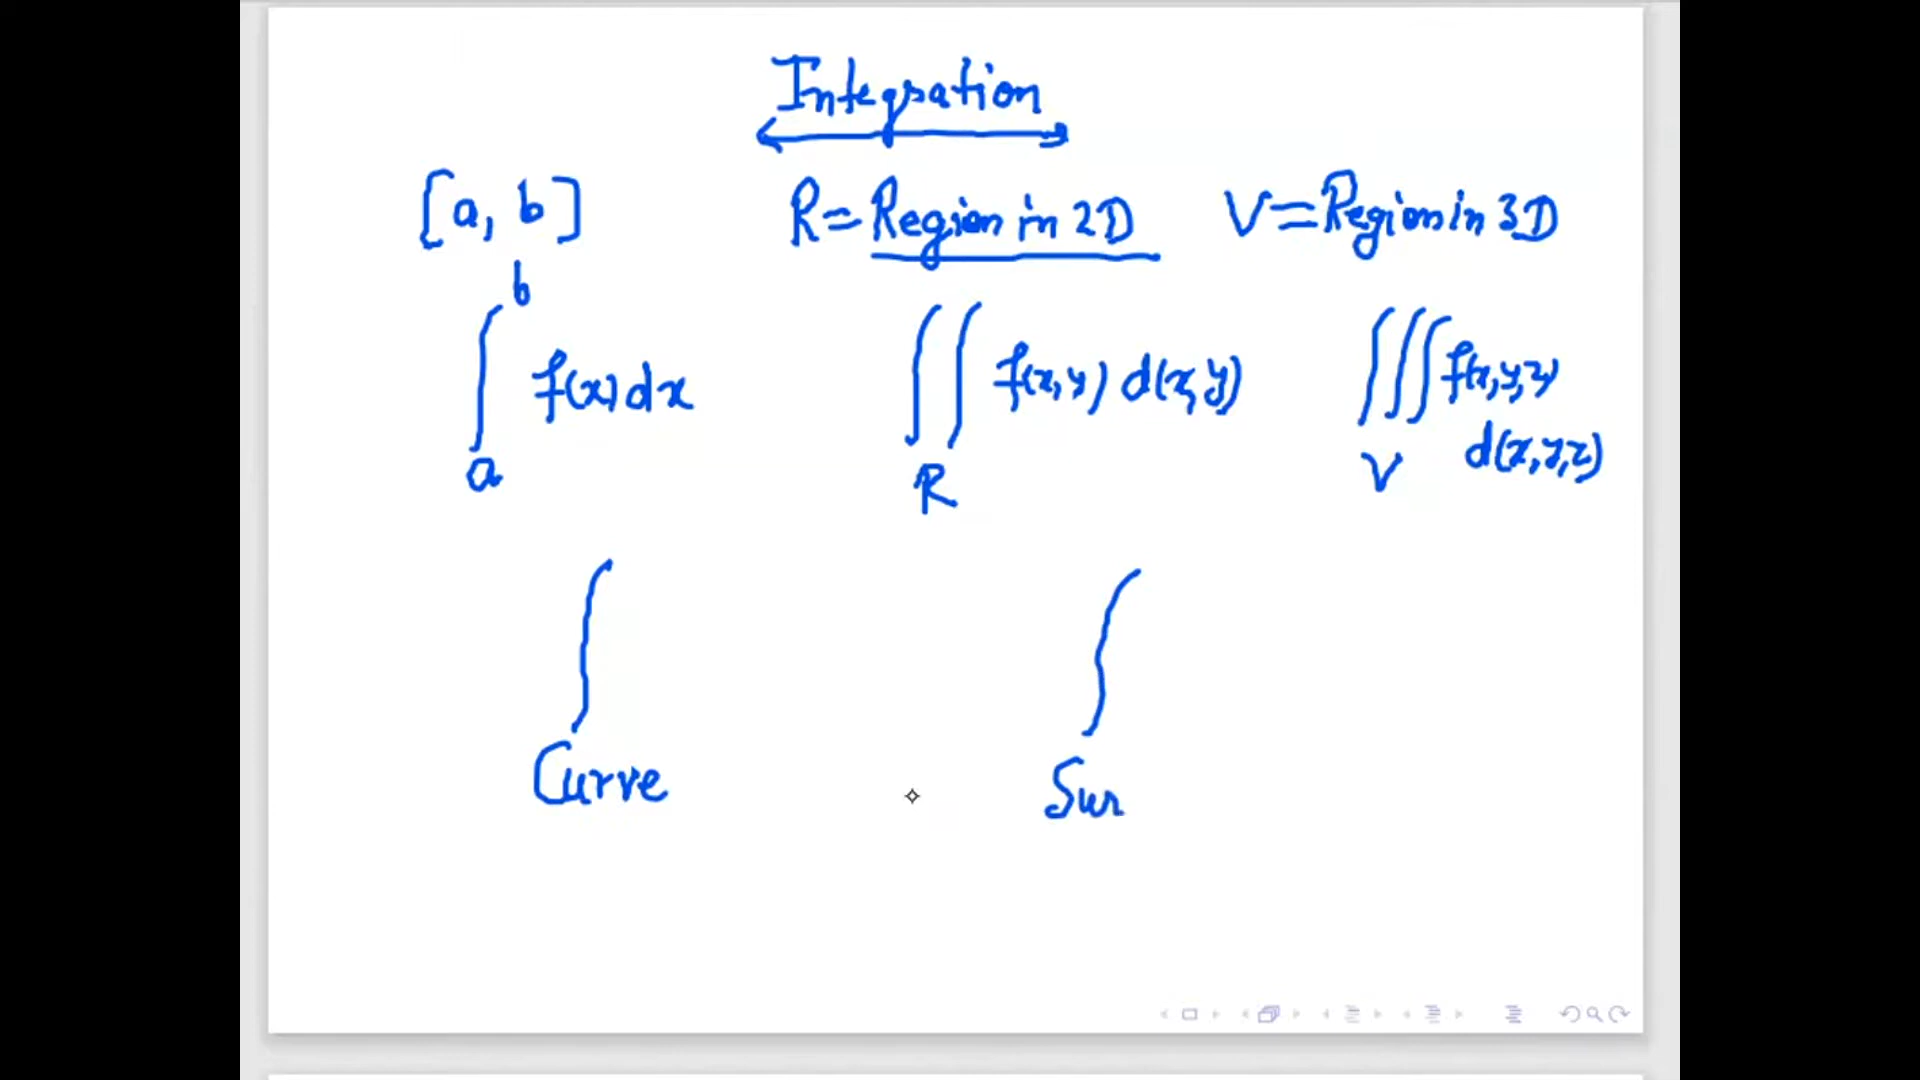 Integration
[a, b] R = Region in 2D V = Region in 3D
∫_a^b f(x) dx ∬_R f(x,y) d(x,y) ∭_V f(x,y,z) d(x,y,z)
∫_Curve ∫_Sur